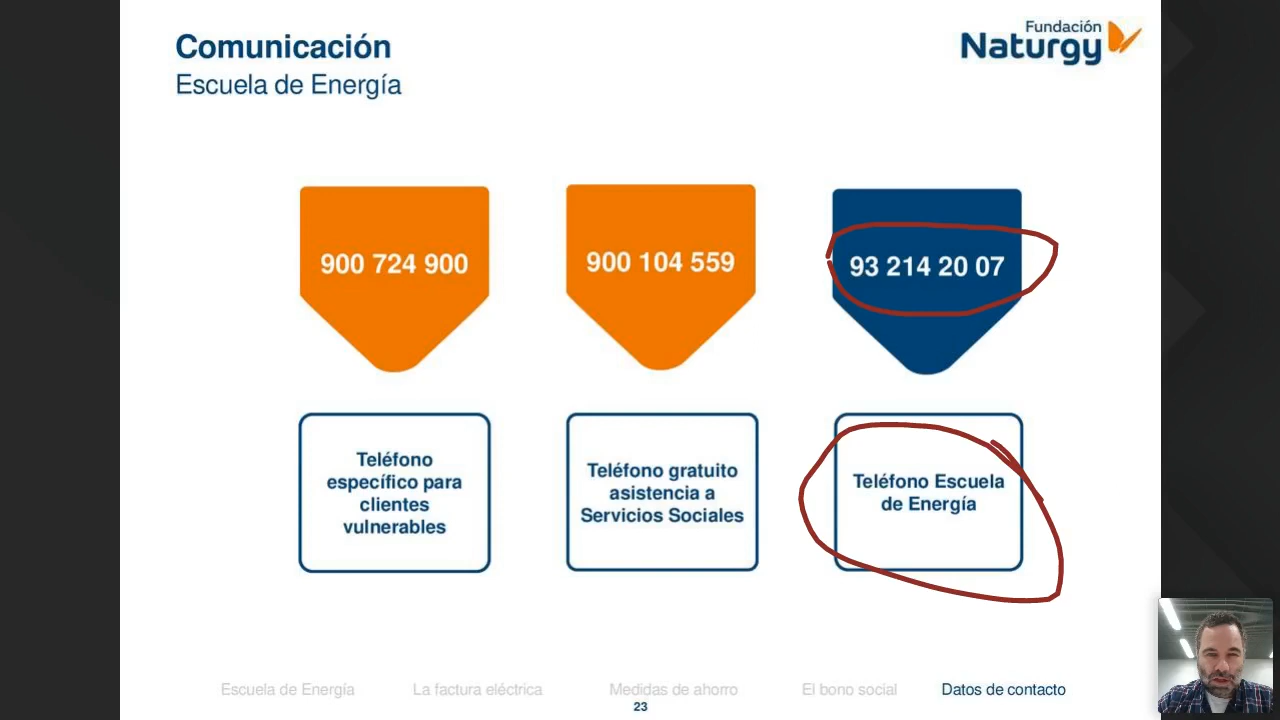 Comunicación
Escuela de Energía
Fundación
Naturgy
900 724 900
900 104 559
93 214 20 07
Teléfono
específico para
clientes
vulnerables
Teléfono gratuito
asistencia a
Servicios Sociales
Teléfono Escuela
de Energía
Escuela de Energía
La factura eléctrica
Medidas de ahorro
El bono social
Datos de contacto
23